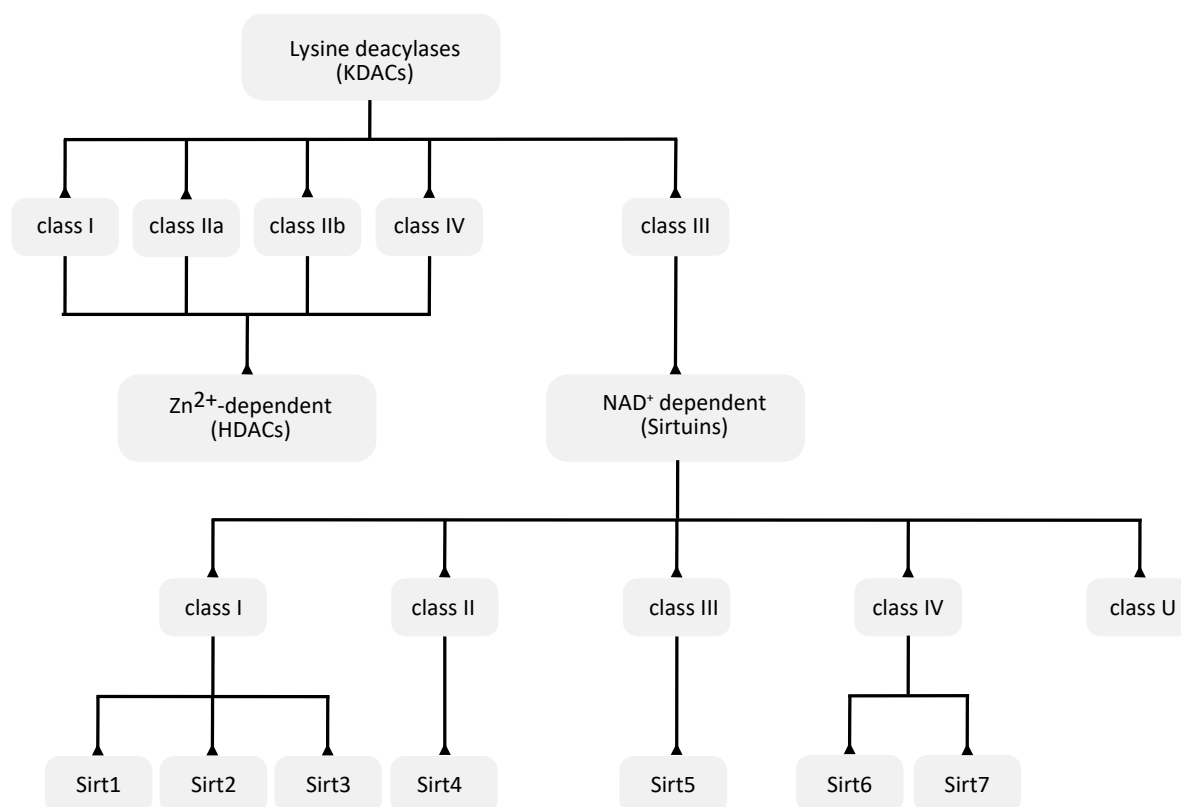 Lysine deacylases
(KDACs)
class I
class IIa
class IIb
class IV
class III
Zn²⁺-dependent
(HDACs)
NAD⁺ dependent
(Sirtuins)
class I
class II
class III
class IV
class U
Sirt1
Sirt2
Sirt3
Sirt4
Sirt5
Sirt6
Sirt7